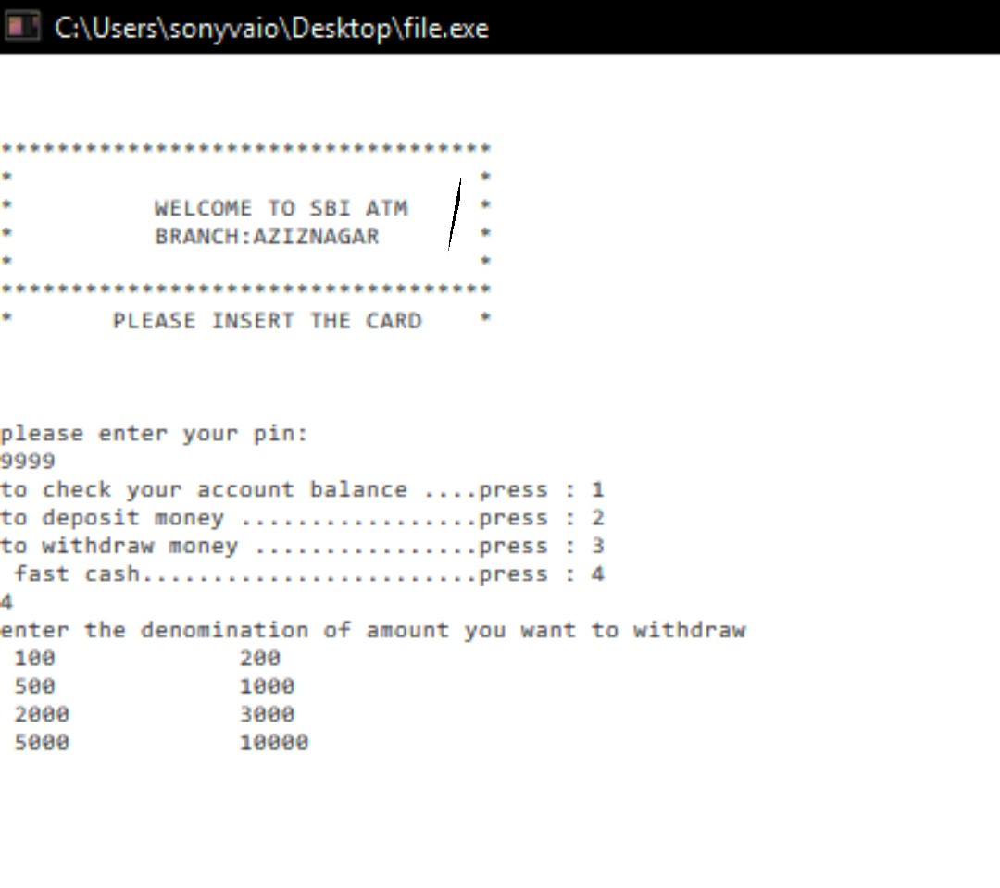 C:\Users\sonyvaio\Desktop\file.exe
***********************************
* *
* WELCOME TO SBI ATM *
* BRANCH:AZIZNAGAR *
* *
***********************************
* PLEASE INSERT THE CARD *
please enter your pin:
9999
to check your account balance ....press : 1
to deposit money .................press : 2
to withdraw money ................press : 3
fast cash........................press : 4
4
enter the denomination of amount you want to withdraw
100 200
500 1000
2000 3000
5000 10000